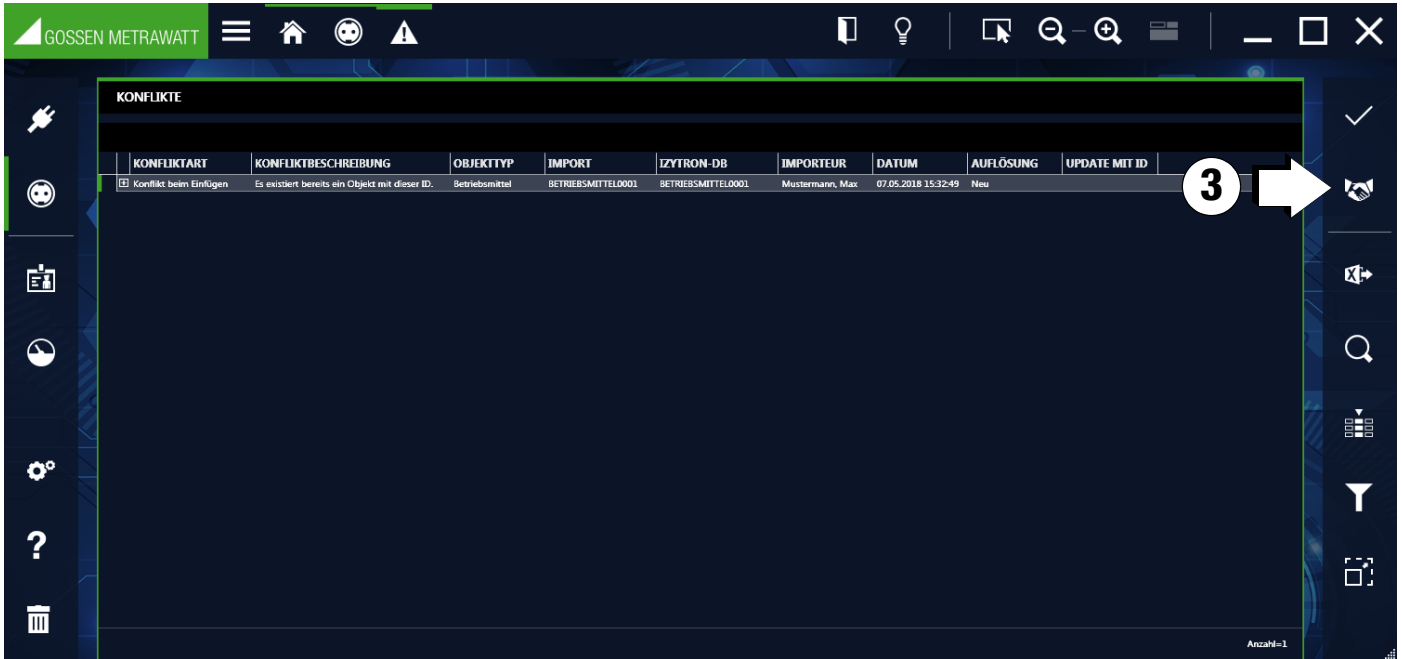 GOSSEN METRAWATT
KONFLIKTE
KONFLIKTART KONFLIKTBESCHREIBUNG OBJEKTTYP IMPORT IZYTRON-DB IMPORTEUR DATUM AUFLÖSUNG UPDATE MIT ID
Konflikt beim Einfügen Es existiert bereits ein Objekt mit dieser ID. Betriebsmittel BETRIEBSMITTEL0001 BETRIEBSMITTEL0001 Mustermann, Max 07.05.2018 15:32:49 Neu
3
?
Anzahl=1